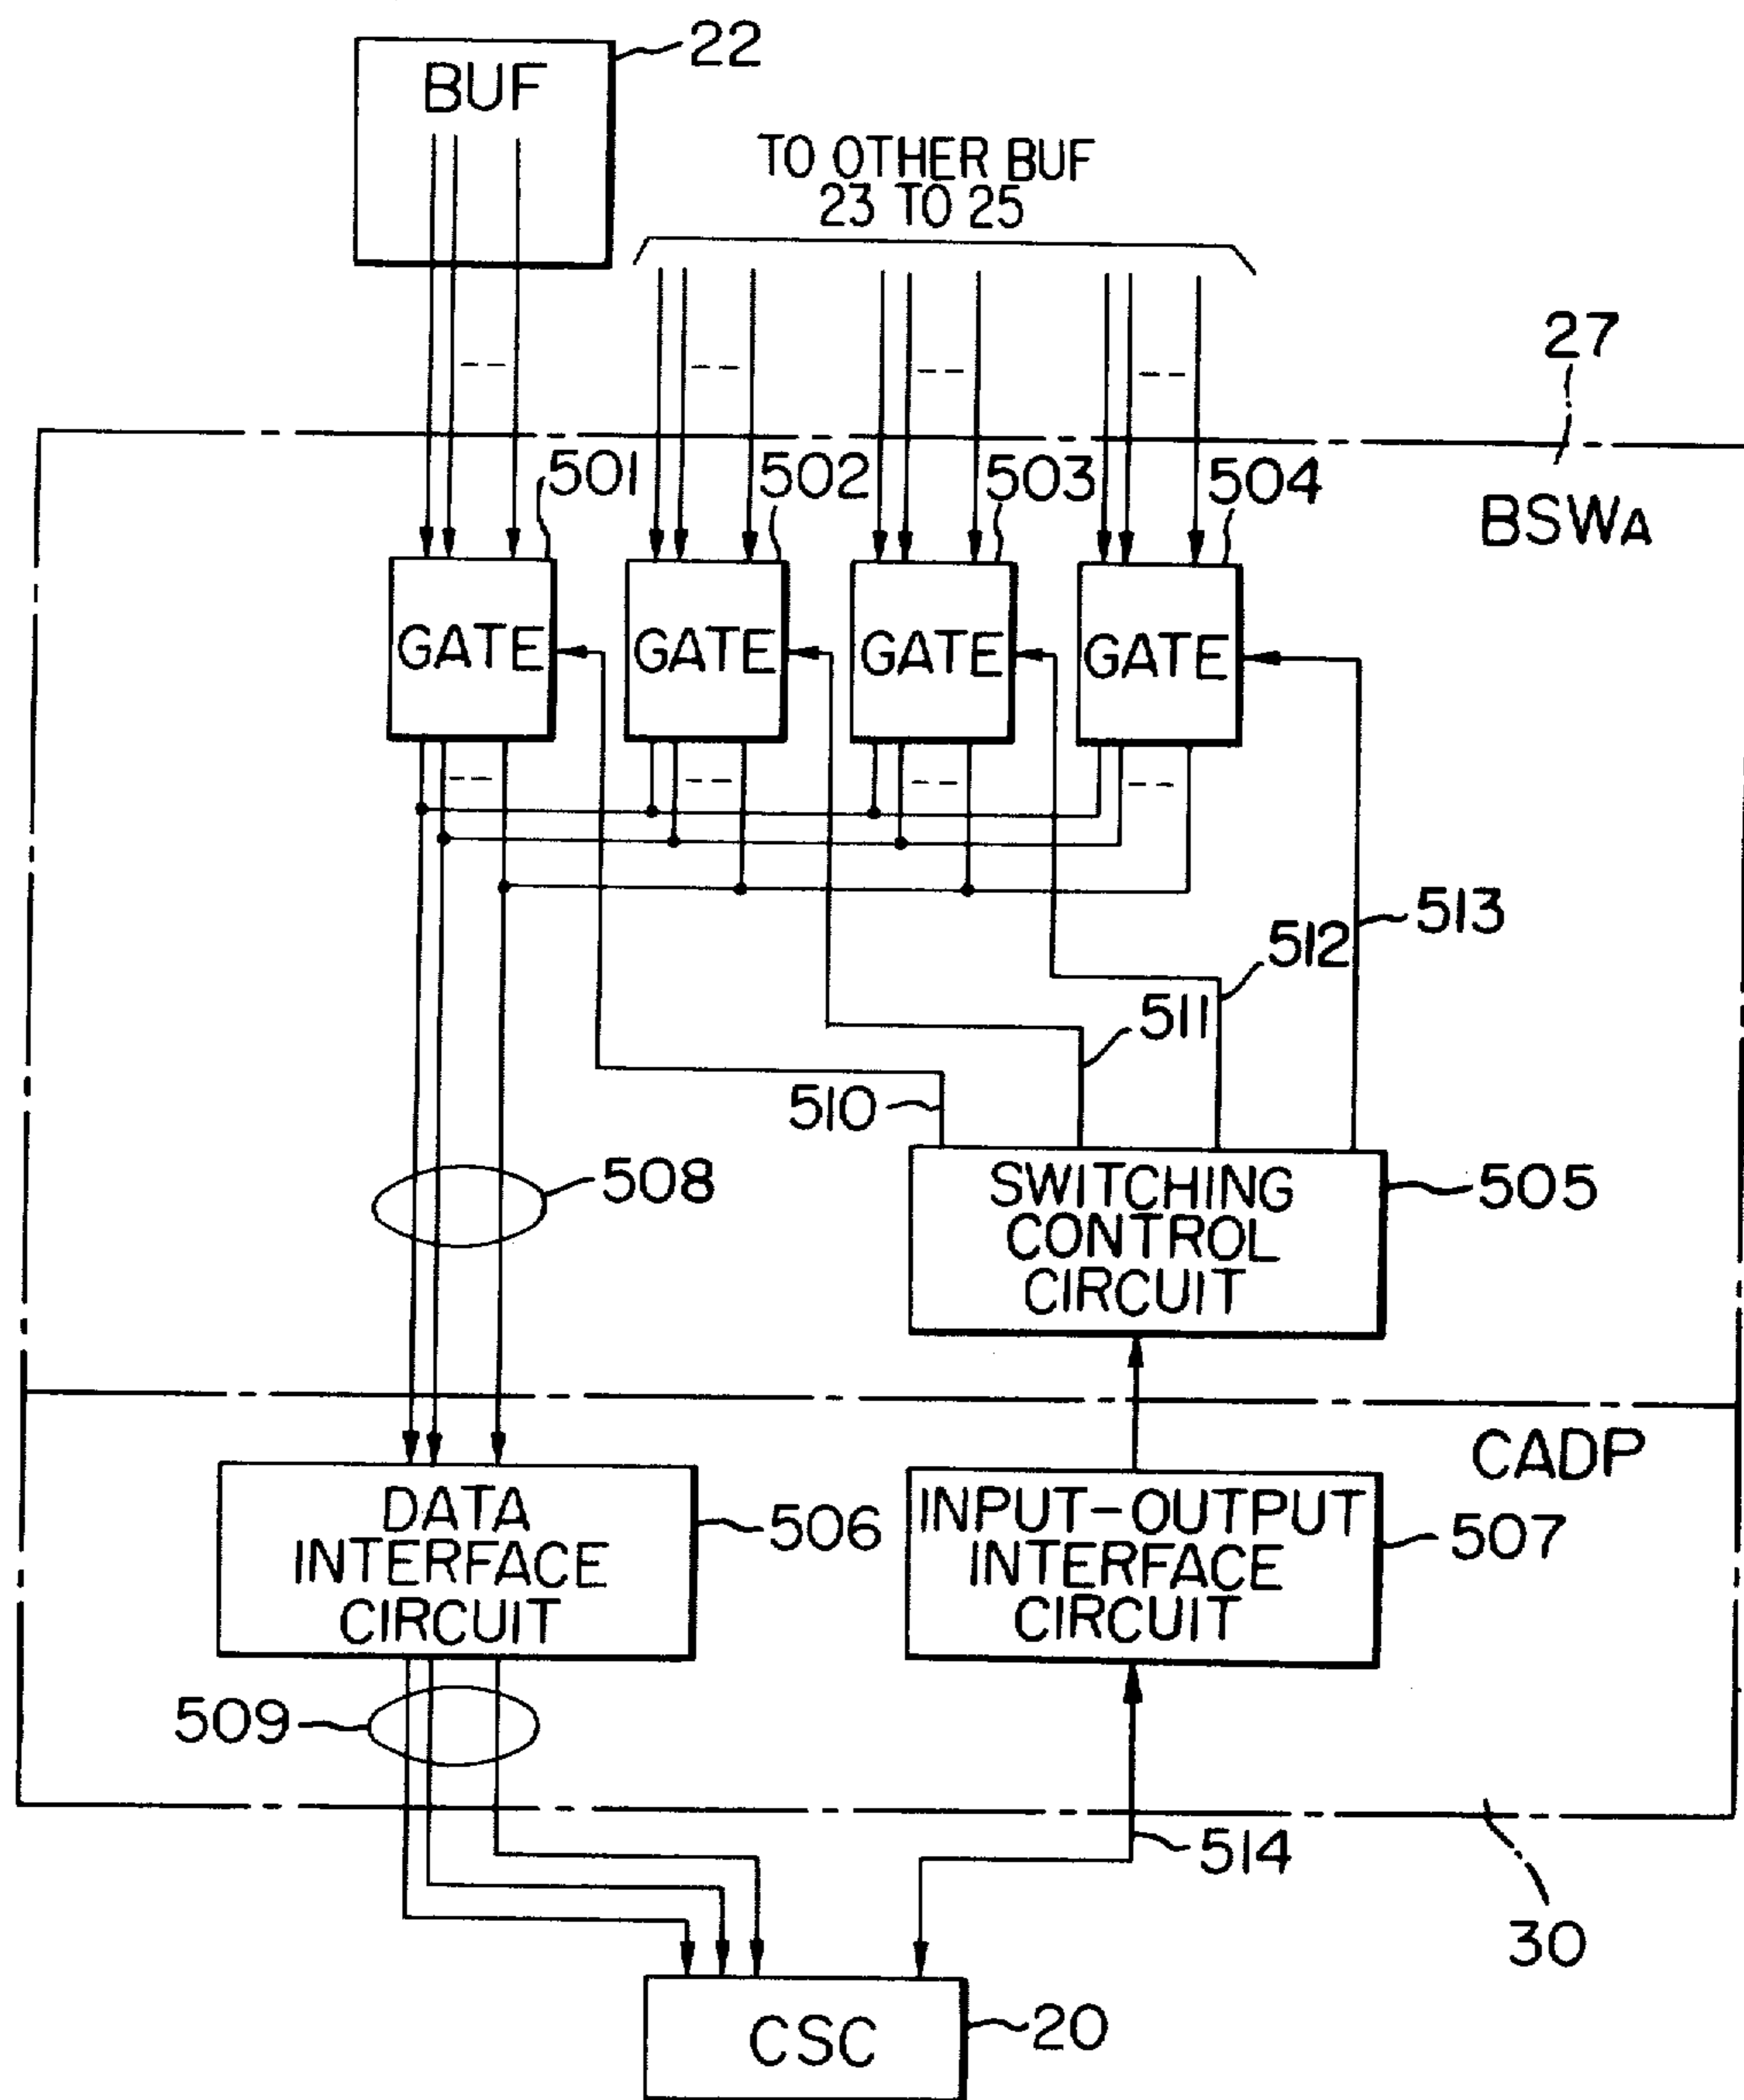 22
BUF
TO OTHER BUF
23 TO 25
27
501
502
503
504
BSWA
GATE
GATE
GATE
GATE
513
512
511
510
508
SWITCHING
CONTROL
CIRCUIT
505
CADP
DATA
INTERFACE
CIRCUIT
506
INPUT-OUTPUT
INTERFACE
CIRCUIT
507
509
514
30
CSC
20